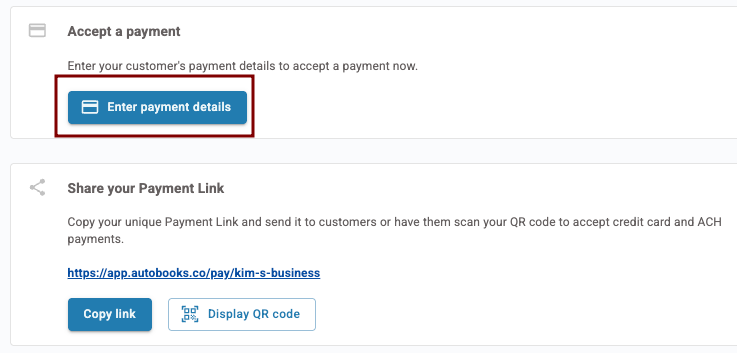 Accept a payment
Enter your customer's payment details to accept a payment now.
Enter payment details
Share your Payment Link
Copy your unique Payment Link and send it to customers or have them scan your QR code to accept credit card and ACH
payments.
https://app.autobooks.co/pay/kim-s-business
Copy link
Display QR code